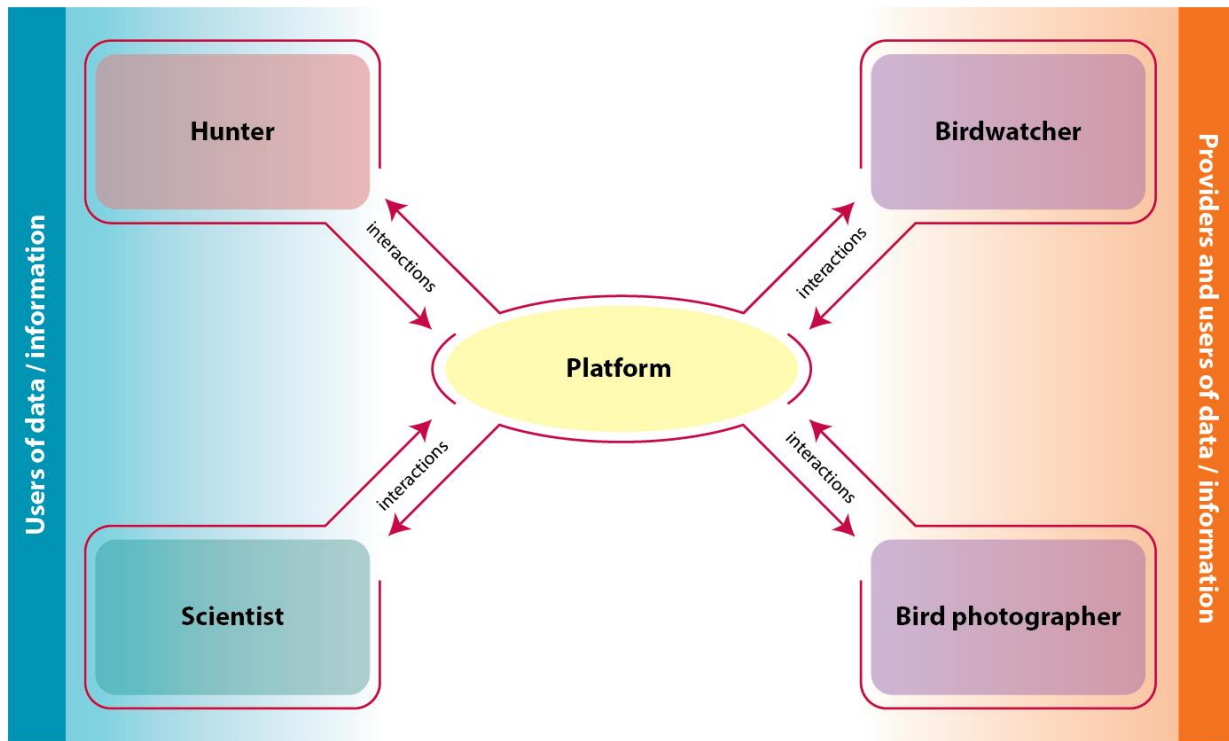 Users of data / information
Hunter
interactions
Birdwatcher
interactions
Platform
Scientist
interactions
Bird photographer
interactions
Providers and users of data / information